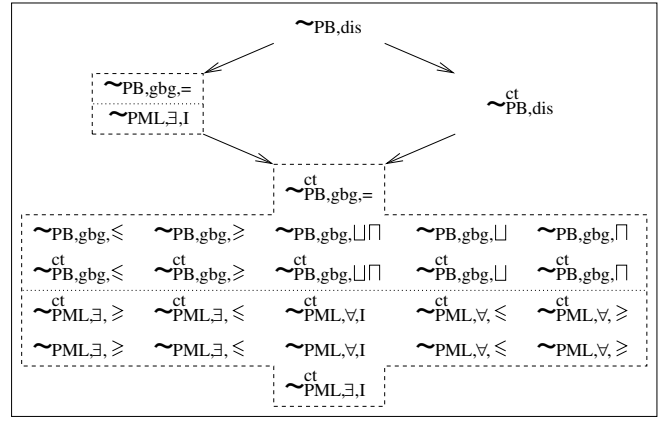 ∼PB,dis
∼PB,gbg,=
∼ct PB,dis
∼PML,∃,I
∼ct PB,gbg,=
∼PB,gbg,⩽ ∼PB,gbg,⩾ ∼PB,gbg,⊔⊓ ∼PB,gbg,⊔ ∼PB,gbg,⊓
∼ct PB,gbg,⩽ ∼ct PB,gbg,⩾ ∼ct PB,gbg,⊔⊓ ∼ct PB,gbg,⊔ ∼ct PB,gbg,⊓
∼ct PML,∃,⩾ ∼ct PML,∃,⩽ ∼ct PML,∀,I ∼ct PML,∀,⩽ ∼ct PML,∀,⩾
∼PML,∃,⩾ ∼PML,∃,⩽ ∼PML,∀,I ∼PML,∀,⩽ ∼PML,∀,⩾
∼ct PML,∃,I